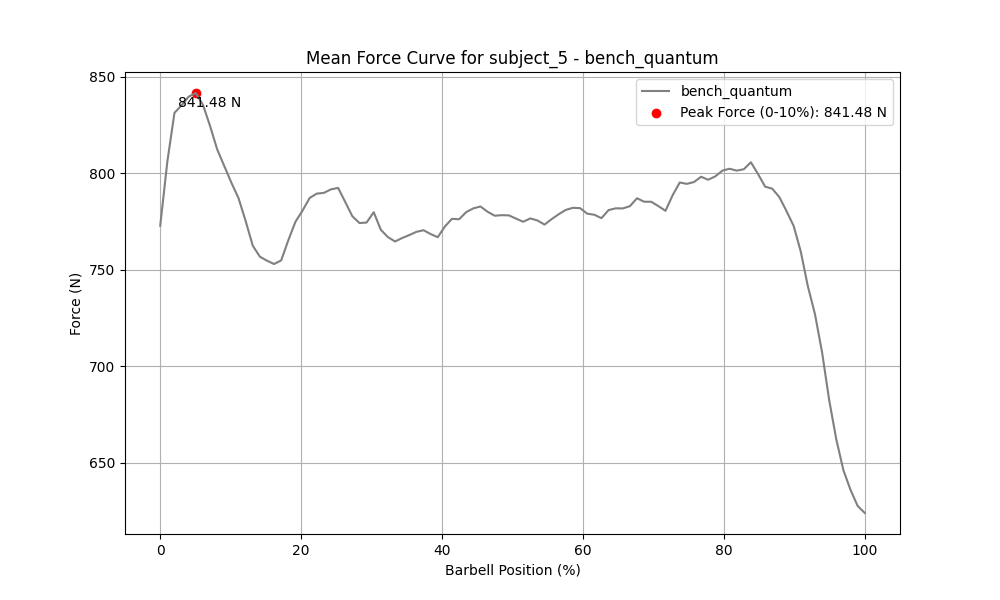 Mean Force Curve for subject_5 - bench_quantum
bench_quantum
Peak Force (0-10%): 841.48 N
841.48 N
850
800
750
700
650
Force (N)
0
20
40
60
80
100
Barbell Position (%)